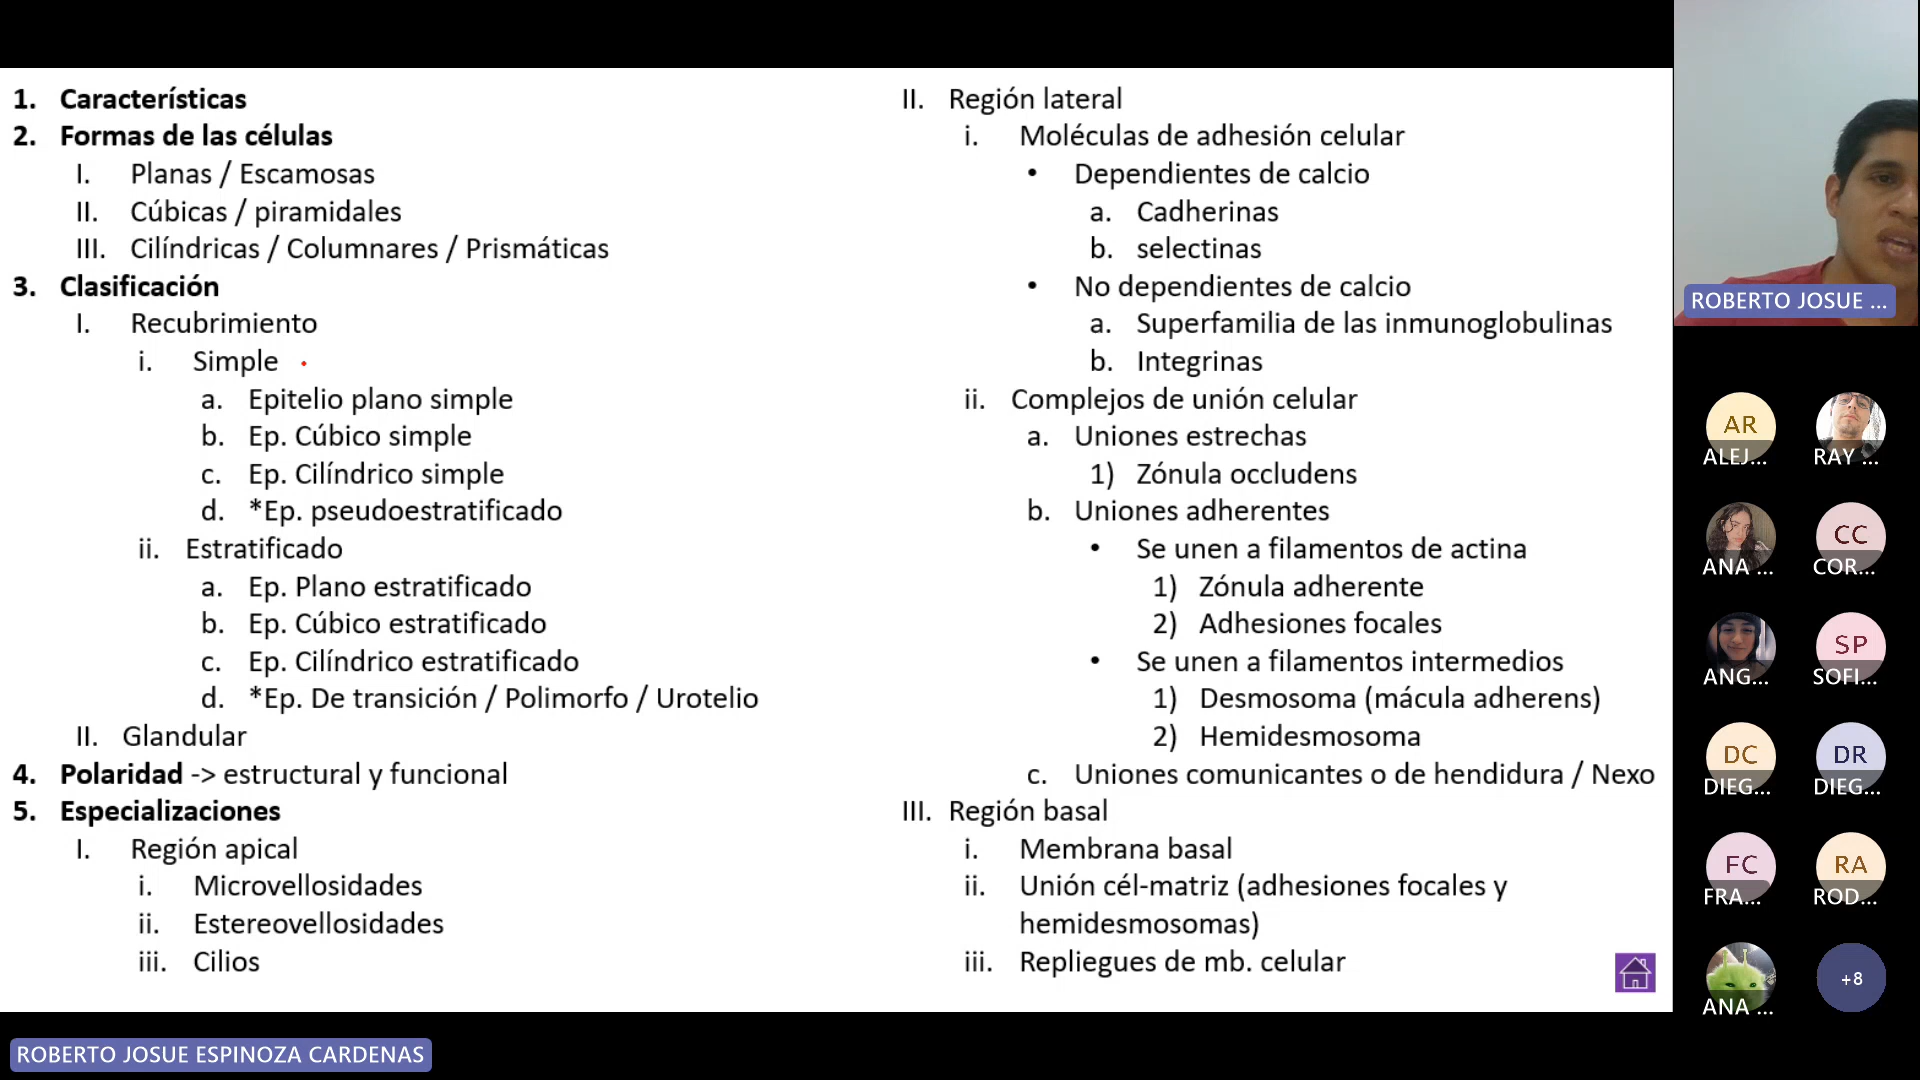 1. Características
2. Formas de las células
I. Planas / Escamosas
II. Cúbicas / piramidales
III. Cilíndricas / Columnares / Prismáticas
3. Clasificación
I. Recubrimiento
i. Simple
a. Epitelio plano simple
b. Ep. Cúbico simple
c. Ep. Cilíndrico simple
d. *Ep. pseudoestratificado
ii. Estratificado
a. Ep. Plano estratificado
b. Ep. Cúbico estratificado
c. Ep. Cilíndrico estratificado
d. *Ep. De transición / Polimorfo / Urotelio
II. Glandular
4. Polaridad -> estructural y funcional
5. Especializaciones
I. Región apical
i. Microvellosidades
ii. Estereovellosidades
iii. Cilios
II. Región lateral
i. Moléculas de adhesión celular
• Dependientes de calcio
a. Cadherinas
b. selectinas
• No dependientes de calcio
a. Superfamilia de las inmunoglobulinas
b. Integrinas
ii. Complejos de unión celular
a. Uniones estrechas
1) Zónula occludens
b. Uniones adherentes
• Se unen a filamentos de actina
1) Zónula adherente
2) Adhesiones focales
• Se unen a filamentos intermedios
1) Desmosoma (mácula adherens)
2) Hemidesmosoma
c. Uniones comunicantes o de hendidura / Nexo
III. Región basal
i. Membrana basal
ii. Unión cél-matriz (adhesiones focales y
hemidesmosomas)
iii. Repliegues de mb. celular
ROBERTO JOSUE ...
AR
ALEJ...
RAY ...
ANA ...
CC
COR...
ANG...
SP
SOFI...
DC
DIEG...
DR
DIEG...
FC
FRA...
RA
ROD...
ANA ...
+8
ROBERTO JOSUE ESPINOZA CARDENAS